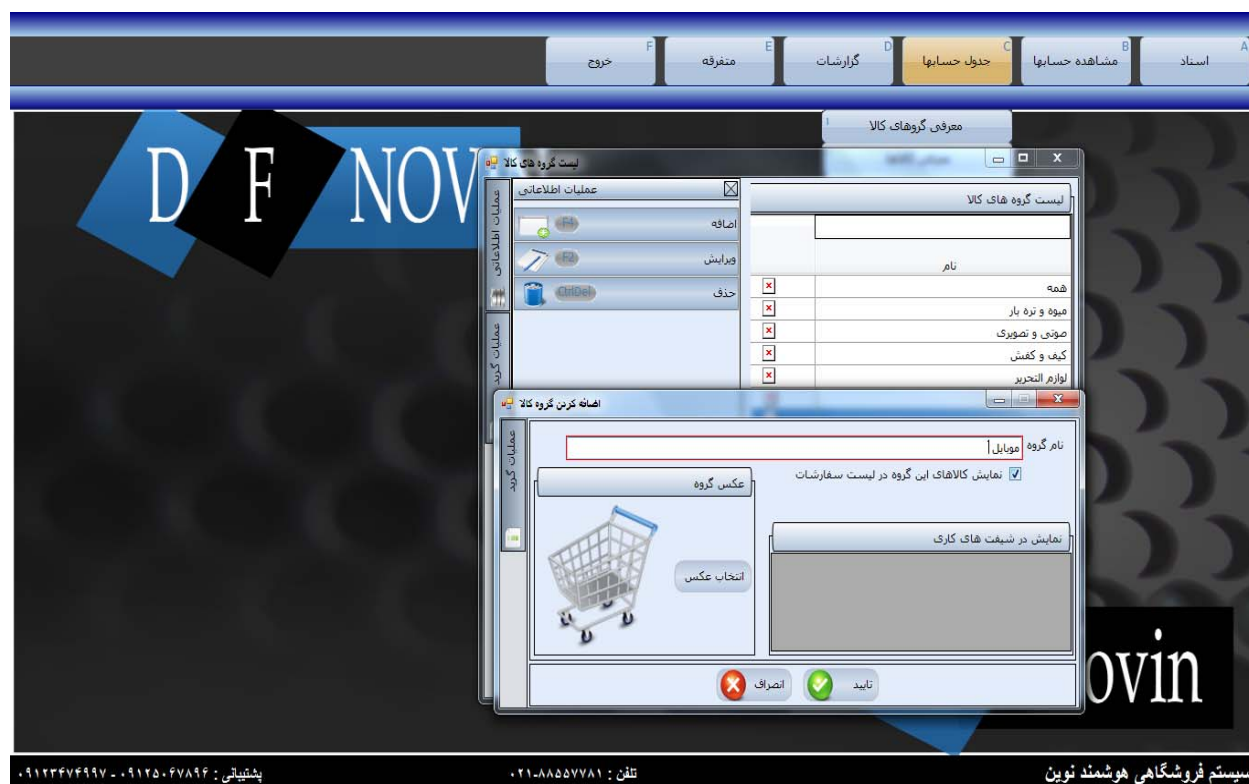 A
اسناد
B
مشاهده حسابها
C
جدول حسابها
D
گزارشات
E
متفرقه
F
خروج
معرفی گروهای کالا
1
D F NOV
لیست گروه های کالا
لیست گروه های کالا
نام
همه
میوه و تره بار
صوتی و تصویری
کیف و کفش
لوازم التحریر
عملیات اطلاعاتی
اضافه F4
ویرایش F2
حذف CtrlDel
عملیات اطلاعاتی
عملیات گرید
اضافه کردن گروه کالا
نام گروه موبایل
نمایش کالاهای این گروه در لیست سفارشات
نمایش در شیفت های کاری
عکس گروه
انتخاب عکس
تایید
انصراف
عملیات گرید
ovin
سیستم فروشگاهی هوشمند نوین
تلفن : ۰۲۱-۸۸۵۵۷۷۸۱
پشتیبانی : ۰۹۱۲۵۰۶۷۸۹۶ - ۰۹۱۲۳۴۷۴۹۹۷